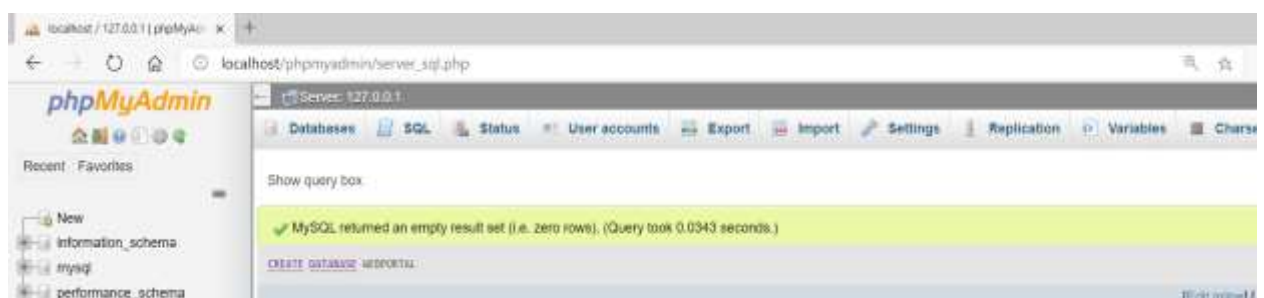 localhost / 127.0.0.1 | phpMyAd
localhost/phpmyadmin/server_sql.php
phpMyAdmin
Server: 127.0.0.1
Databases SQL Status User accounts Export Import Settings Replication Variables Charse
Recent Favorites
Show query box
New
MySQL returned an empty result set (i.e. zero rows). (Query took 0.0343 seconds.)
information_schema
CREATE DATABASE
mysql
performance_schema